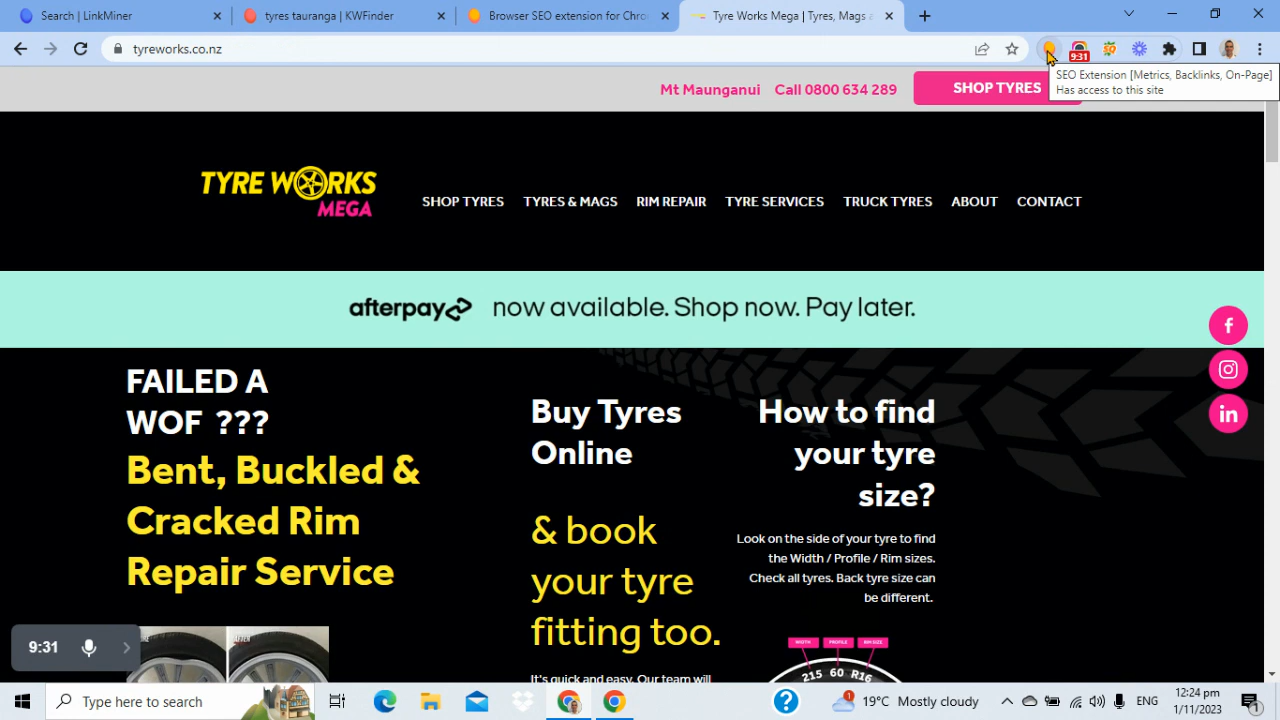 Search | LinkMiner
tyres tauranga | KWFinder
Browser SEO extension for Chro
Tyre Works Mega | Tyres, Mags a
tyreworks.co.nz
9:31
SEO Extension [Metrics, Backlinks, On-Page]
Has access to this site
Mt Maunganui
Call 0800 634 289
SHOP TYRES
TYRE WORKS
MEGA
SHOP TYRES
TYRES & MAGS
RIM REPAIR
TYRE SERVICES
TRUCK TYRES
ABOUT
CONTACT
afterpay now available. Shop now. Pay later.
FAILED A
WOF ???
Bent, Buckled &
Cracked Rim
Repair Service
Buy Tyres
Online
& book
your tyre
fitting too.
It's quick and easy. Our team will
How to find
your tyre
size?
Look on the side of your tyre to find
the Width / Profile / Rim sizes.
Check all tyres. Back tyre size can
be different.
WIDTH
PROFILE
RIM SIZE
215 60 R16
9:31
Type here to search
19°C Mostly cloudy
ENG
12:24 pm
1/11/2023